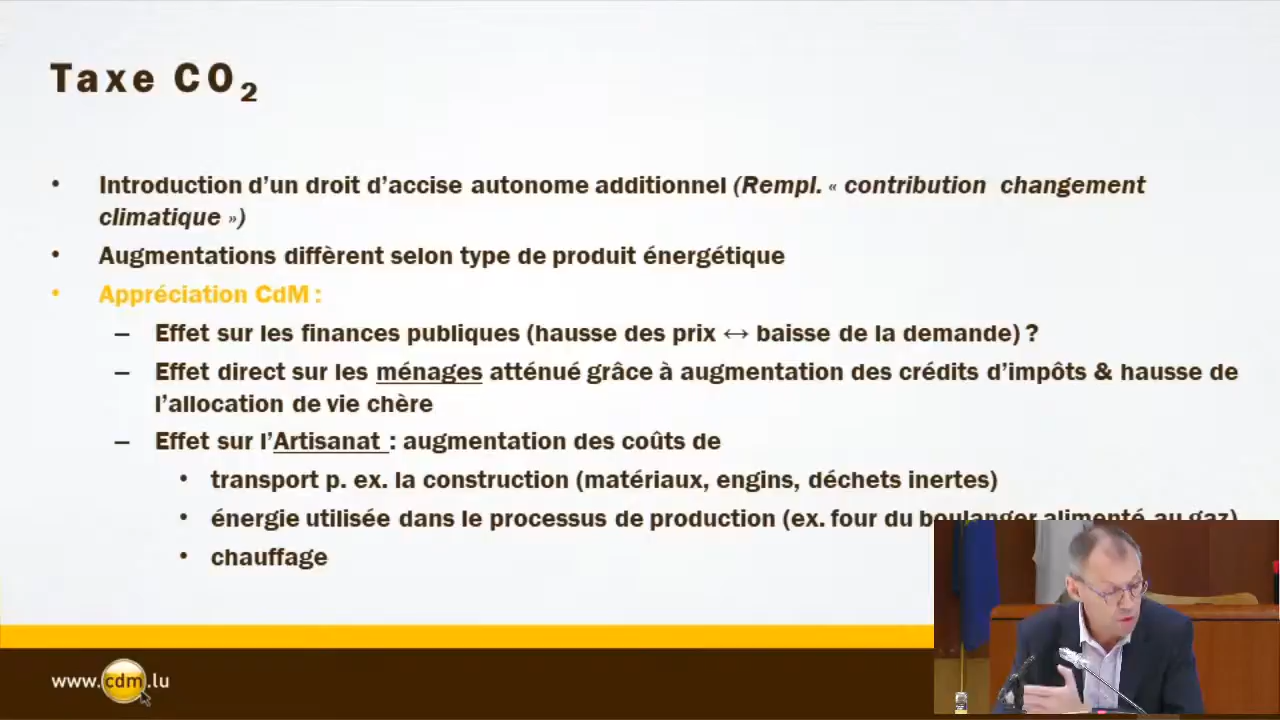 Taxe CO2
• Introduction d’un droit d’accise autonome additionnel (Rempl. « contribution changement
climatique »)
• Augmentations diffèrent selon type de produit énergétique
• Appréciation CdM :
– Effet sur les finances publiques (hausse des prix ↔ baisse de la demande) ?
– Effet direct sur les ménages atténué grâce à augmentation des crédits d’impôts & hausse de
l’allocation de vie chère
– Effet sur l’Artisanat : augmentation des coûts de
• transport p. ex. la construction (matériaux, engins, déchets inertes)
• énergie utilisée dans le processus de production (ex. four du boulanger alimenté au gaz)
• chauffage
www.cdm.lu